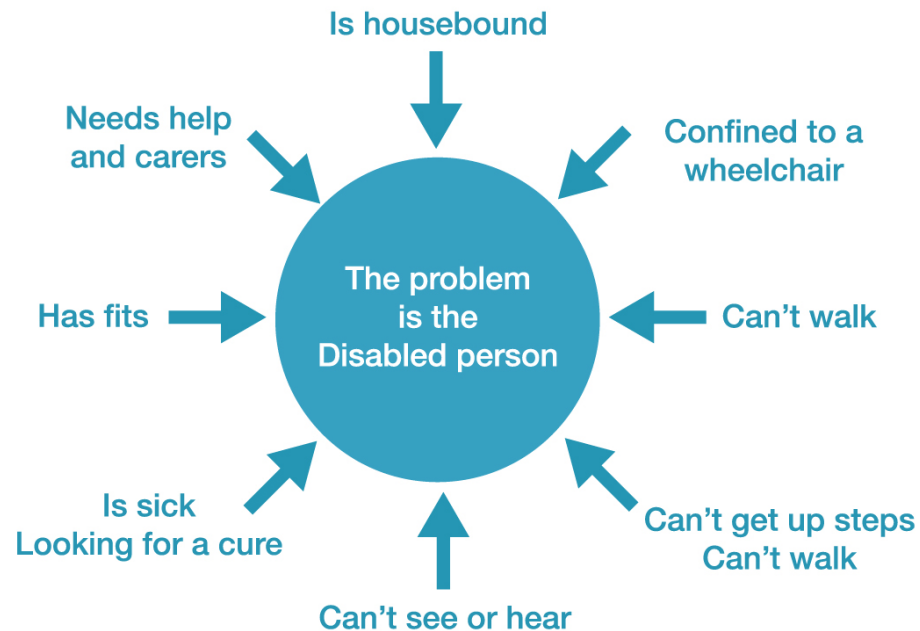 Is housebound
Needs help
and carers
Confined to a
wheelchair
The problem
is the
Disabled person
Has fits
Can’t walk
Is sick
Looking for a cure
Can’t get up steps
Can’t walk
Can’t see or hear